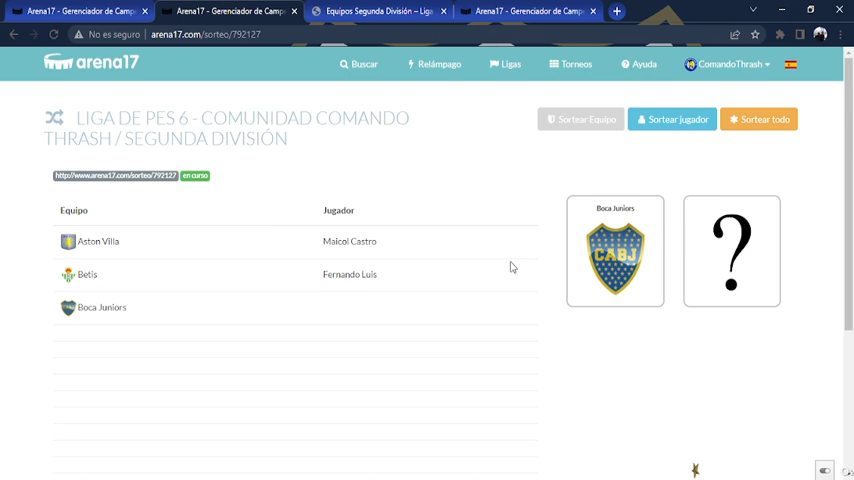 Arena17 - Gerenciador de Campe
Arena17 - Gerenciador de Campe
Equipos Segunda División – Liga
Arena17 - Gerenciador de Campe
No es seguro
arena17.com/sorteo/792127
arena17
Buscar
Relámpago
Ligas
Torneos
Ayuda
ComandoThrash
LIGA DE PES 6 - COMUNIDAD COMANDO
THRASH / SEGUNDA DIVISIÓN
Sortear Equipo
Sortear jugador
Sortear todo
http://www.arena17.com/sorteo/792127
en curso
Equipo
Jugador
Aston Villa
Maicol Castro
Betis
Fernando Luis
Boca Juniors
Boca Juniors
CABJ
?